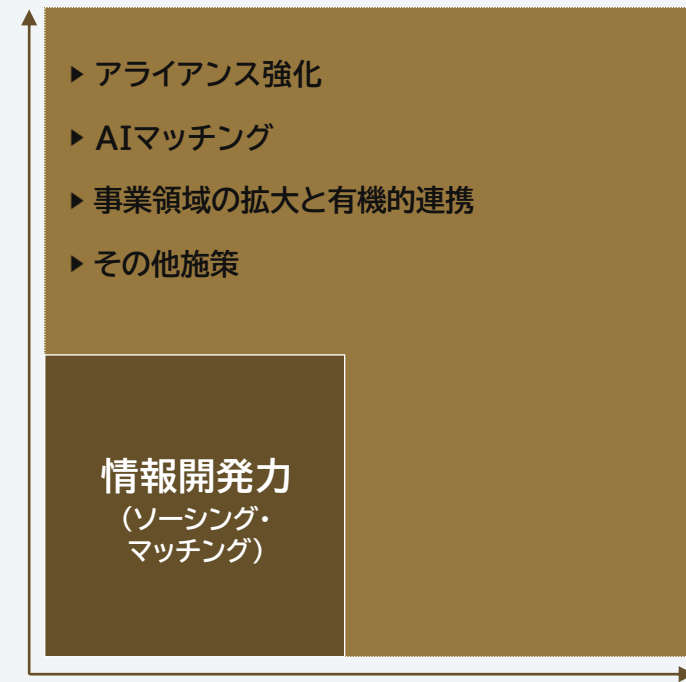 ▶ アライアンス強化
▶ AIマッチング
▶ 事業領域の拡大と有機的連携
▶ その他施策
情報開発力
(ソーシング・
マッチング)